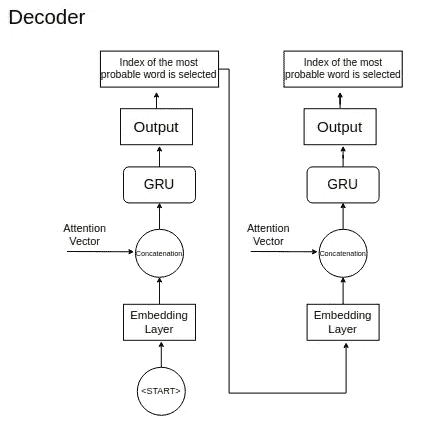 Decoder
Index of the most
probable word is selected
Index of the most
probable word is selected
Output
Output
GRU
GRU
Attention
Vector
Concatenation
Attention
Vector
Concatenation
Embedding
Layer
Embedding
Layer
<START>